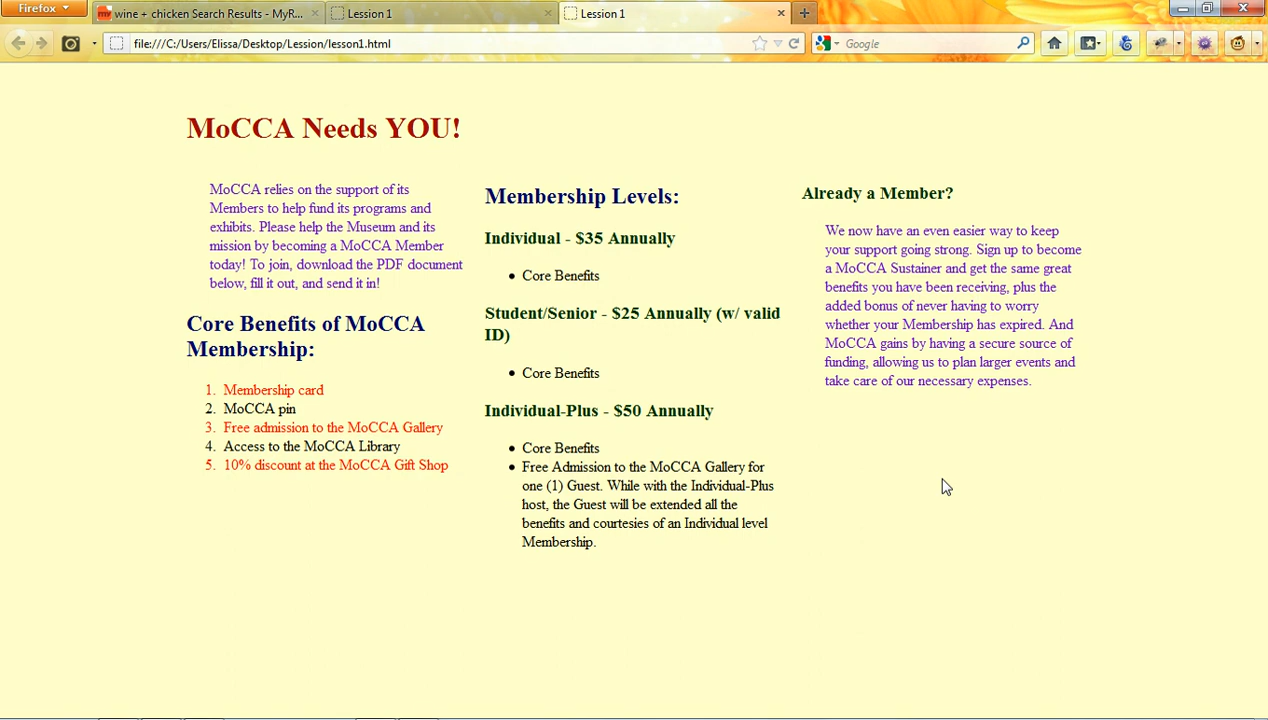 Firefox
wine + chicken Search Results - MyR...
Lession 1
Lession 1
file:///C:/Users/Elissa/Desktop/Lession/lesson1.html
Google
MoCCA Needs YOU!
MoCCA relies on the support of its
Members to help fund its programs and
exhibits. Please help the Museum and its
mission by becoming a MoCCA Member
today! To join, download the PDF document
below, fill it out, and send it in!
Core Benefits of MoCCA
Membership:
1. Membership card
2. MoCCA pin
3. Free admission to the MoCCA Gallery
4. Access to the MoCCA Library
5. 10% discount at the MoCCA Gift Shop
Membership Levels:
Individual - $35 Annually
• Core Benefits
Student/Senior - $25 Annually (w/ valid
ID)
• Core Benefits
Individual-Plus - $50 Annually
• Core Benefits
• Free Admission to the MoCCA Gallery for
one (1) Guest. While with the Individual-Plus
host, the Guest will be extended all the
benefits and courtesies of an Individual level
Membership.
Already a Member?
We now have an even easier way to keep
your support going strong. Sign up to become
a MoCCA Sustainer and get the same great
benefits you have been receiving, plus the
added bonus of never having to worry
whether your Membership has expired. And
MoCCA gains by having a secure source of
funding, allowing us to plan larger events and
take care of our necessary expenses.